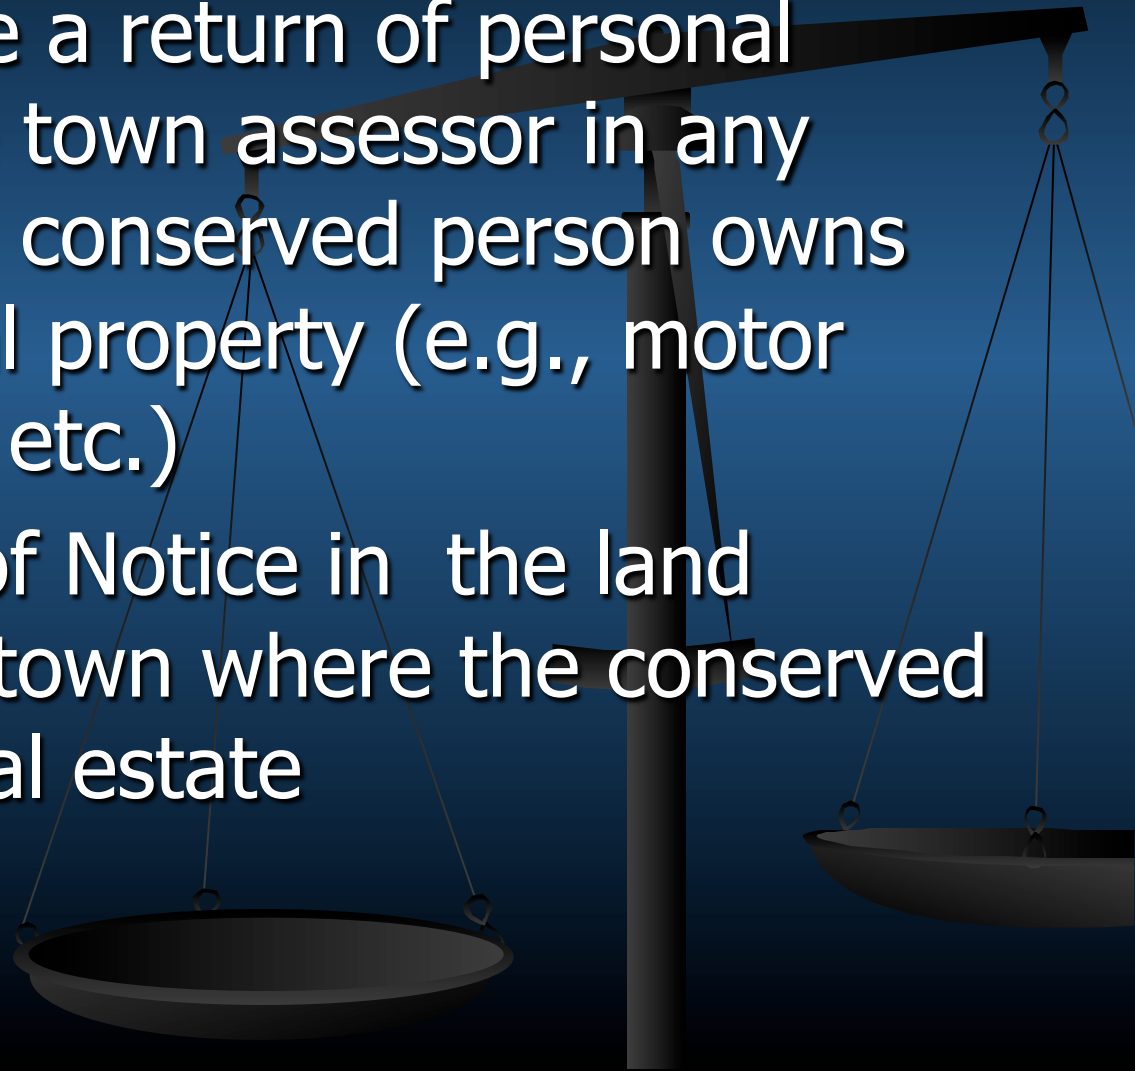 a return of personal
town assessor in any
conserved person owns
property (e.g., motor
etc.)
of Notice in  the land
town where the conserved
estate